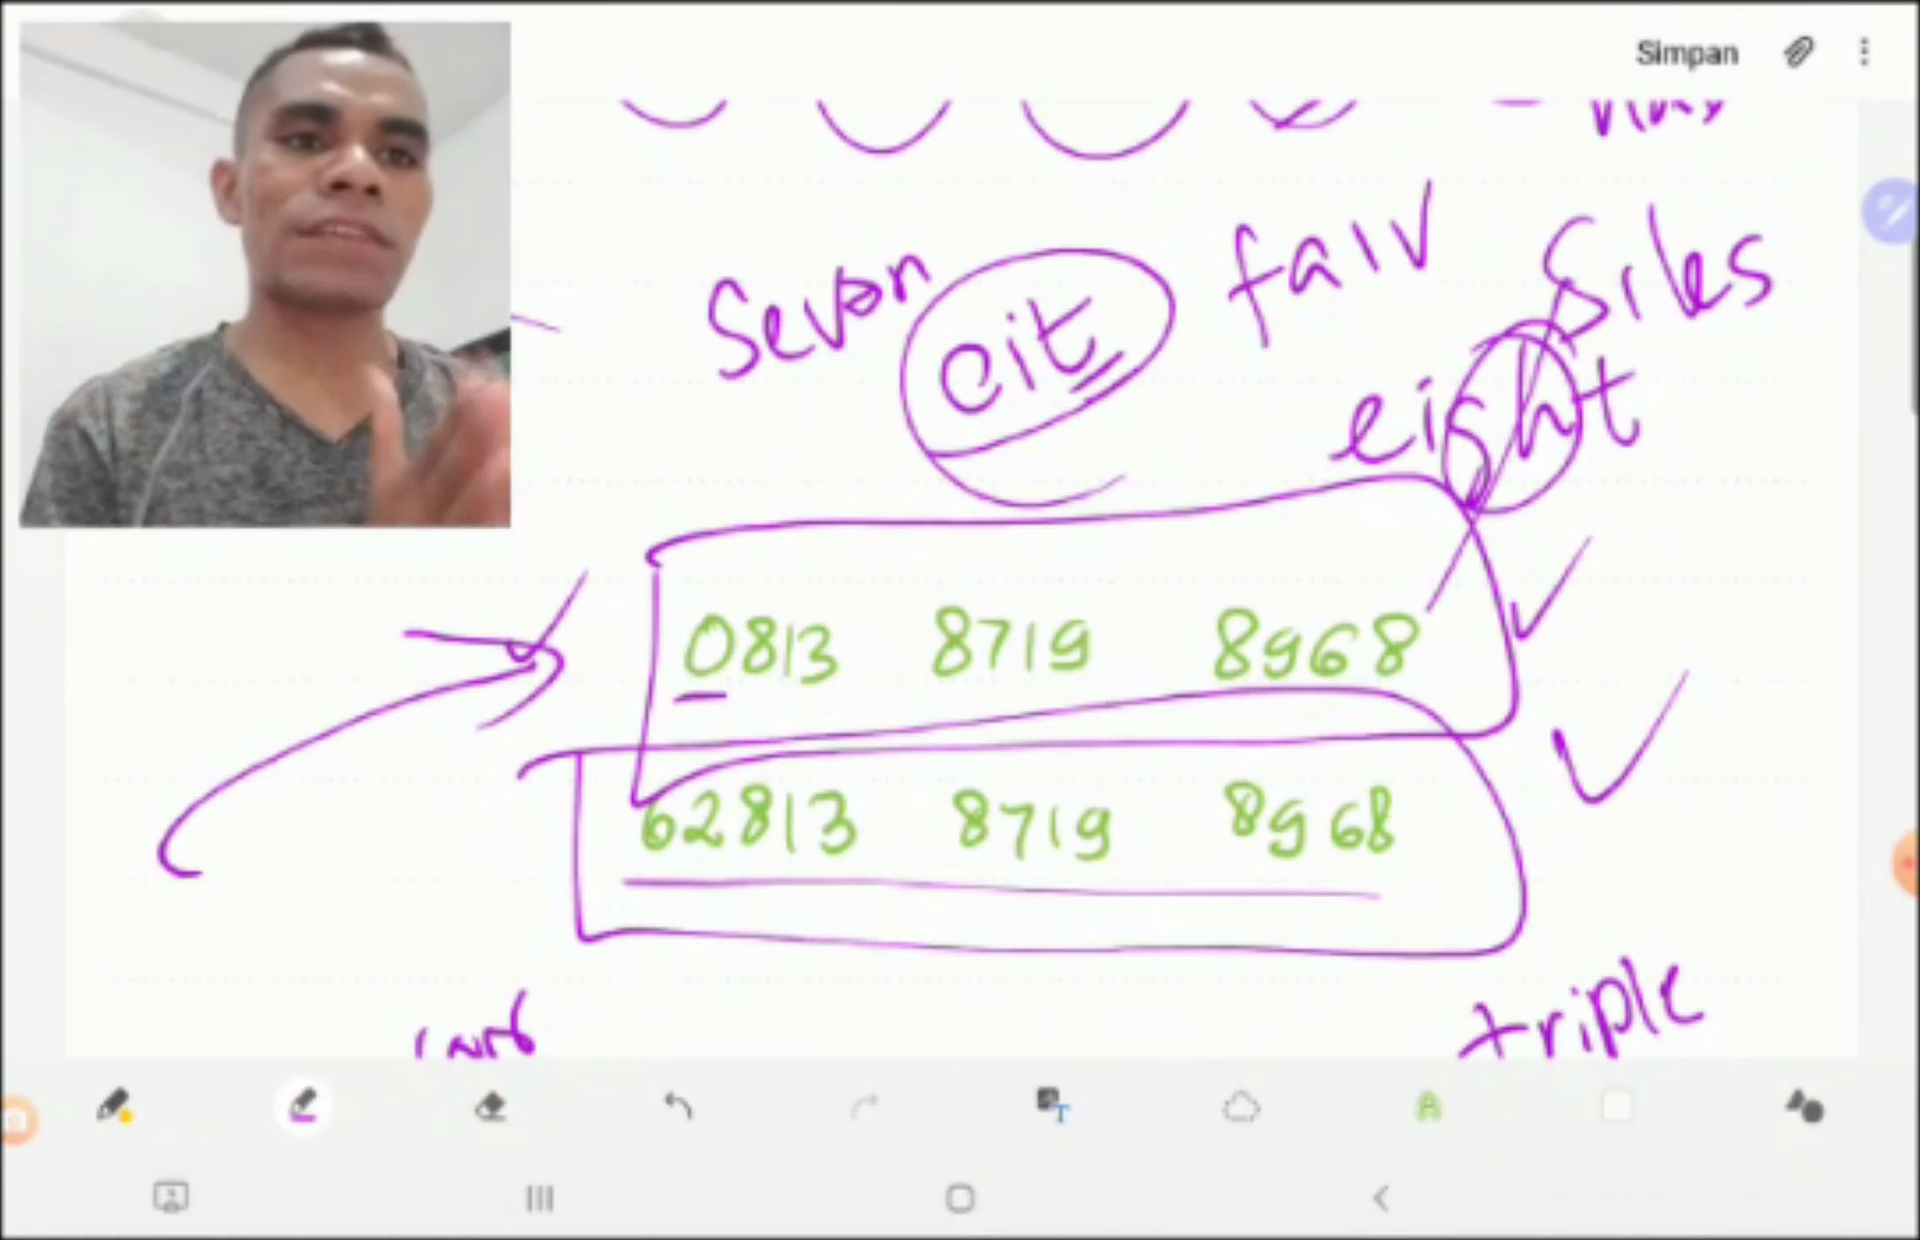 Simpan
Seven eit faiv Siks
eight
0813 8719 8968
62813 8719 8968
triple